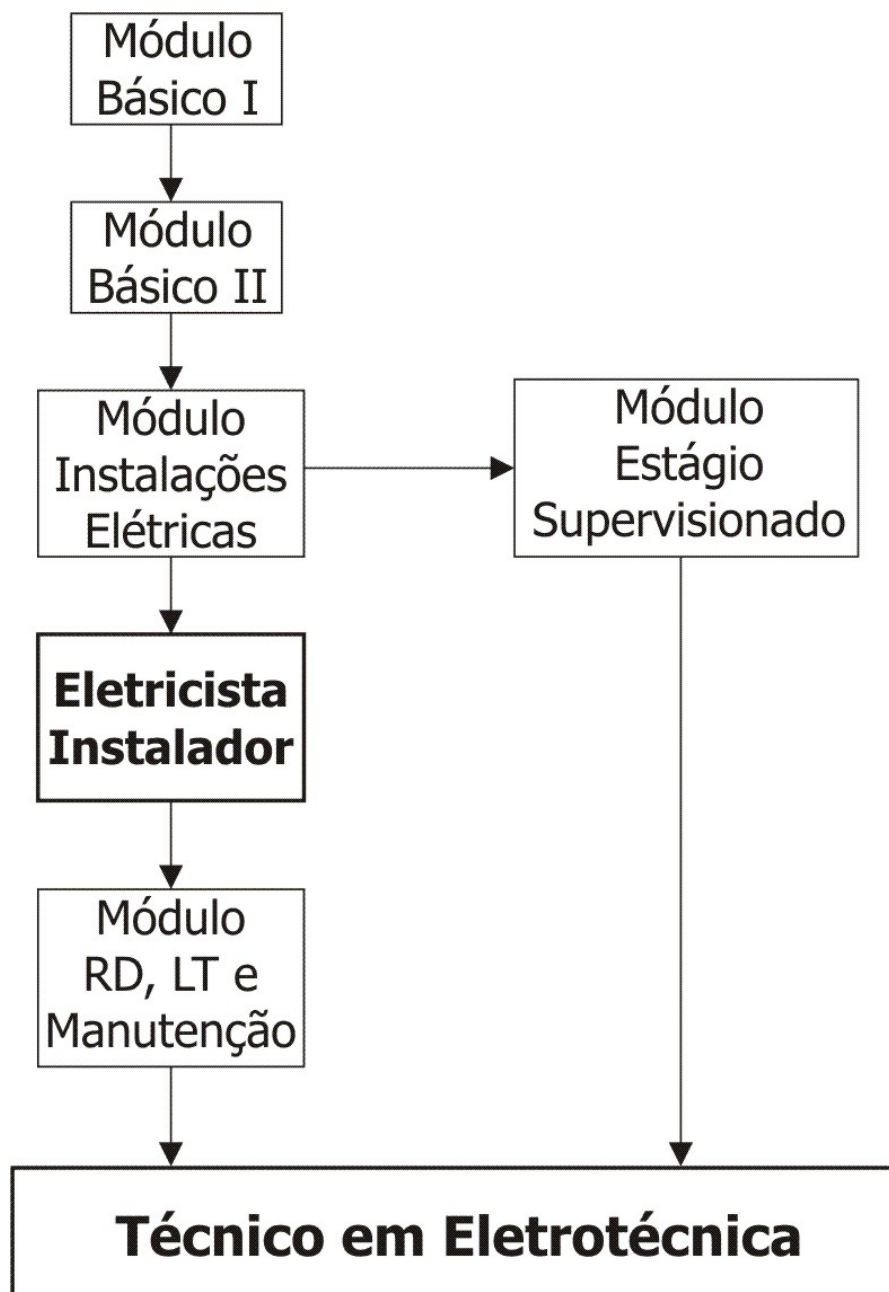 Módulo
Básico I
Módulo
Básico II
Módulo
Instalações
Elétricas
Módulo
Estágio
Supervisionado
Eletricista
Instalador
Módulo
RD, LT e
Manutenção
Técnico em Eletrotécnica